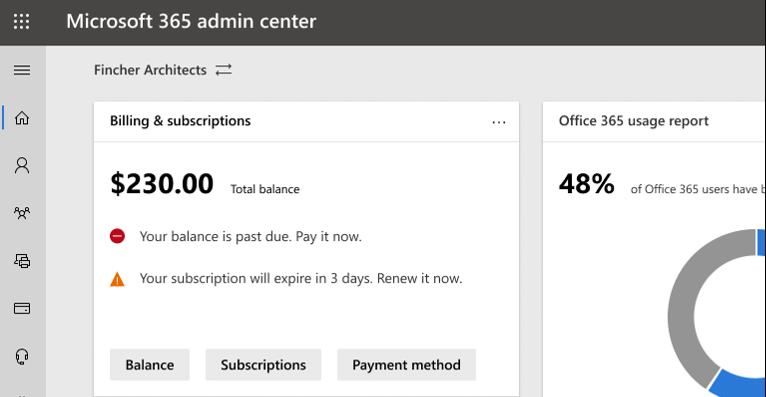 Microsoft 365 admin center
Fincher Architects
Billing & subscriptions
...
$230.00 Total balance
Your balance is past due. Pay it now.
Your subscription will expire in 3 days. Renew it now.
Balance Subscriptions Payment method
Office 365 usage report
48% of Office 365 users have